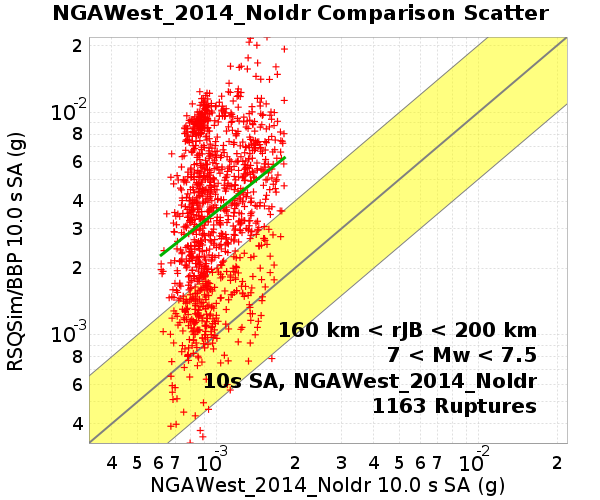 NGAWest_2014_NoIdr Comparison Scatter
RSQSim/BBP 10.0 s SA (g)
2
10-2
8
6
4
3
2
10-3
8
6
4
160 km < rJB < 200 km
7 < Mw < 7.5
10s SA, NGAWest_2014_NoIdr
1163 Ruptures
4 5 6 7 10-3 2 3 4 5 6 7 10-2 2
NGAWest_2014_NoIdr 10.0 s SA (g)